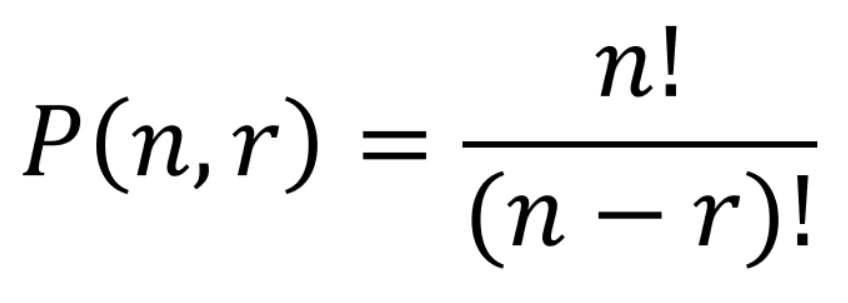 P(n, r) = n! / (n − r)!